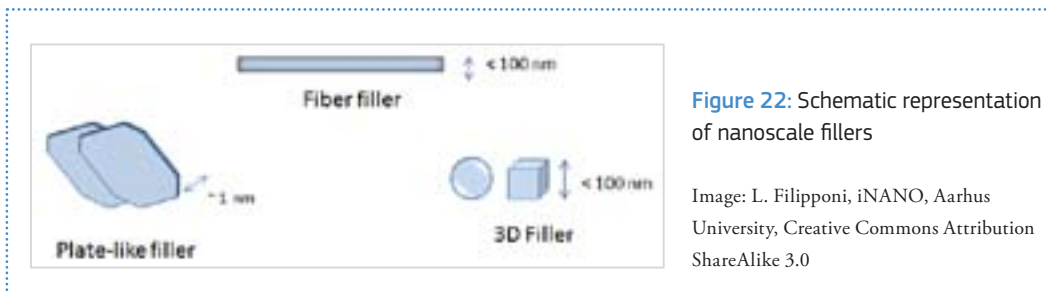 < 100 nm
Fiber filler
~1 nm
Plate-like filler
< 100 nm
3D Filler
Figure 22: Schematic representation
of nanoscale fillers
Image: L. Filipponi, iNANO, Aarhus
University, Creative Commons Attribution
ShareAlike 3.0